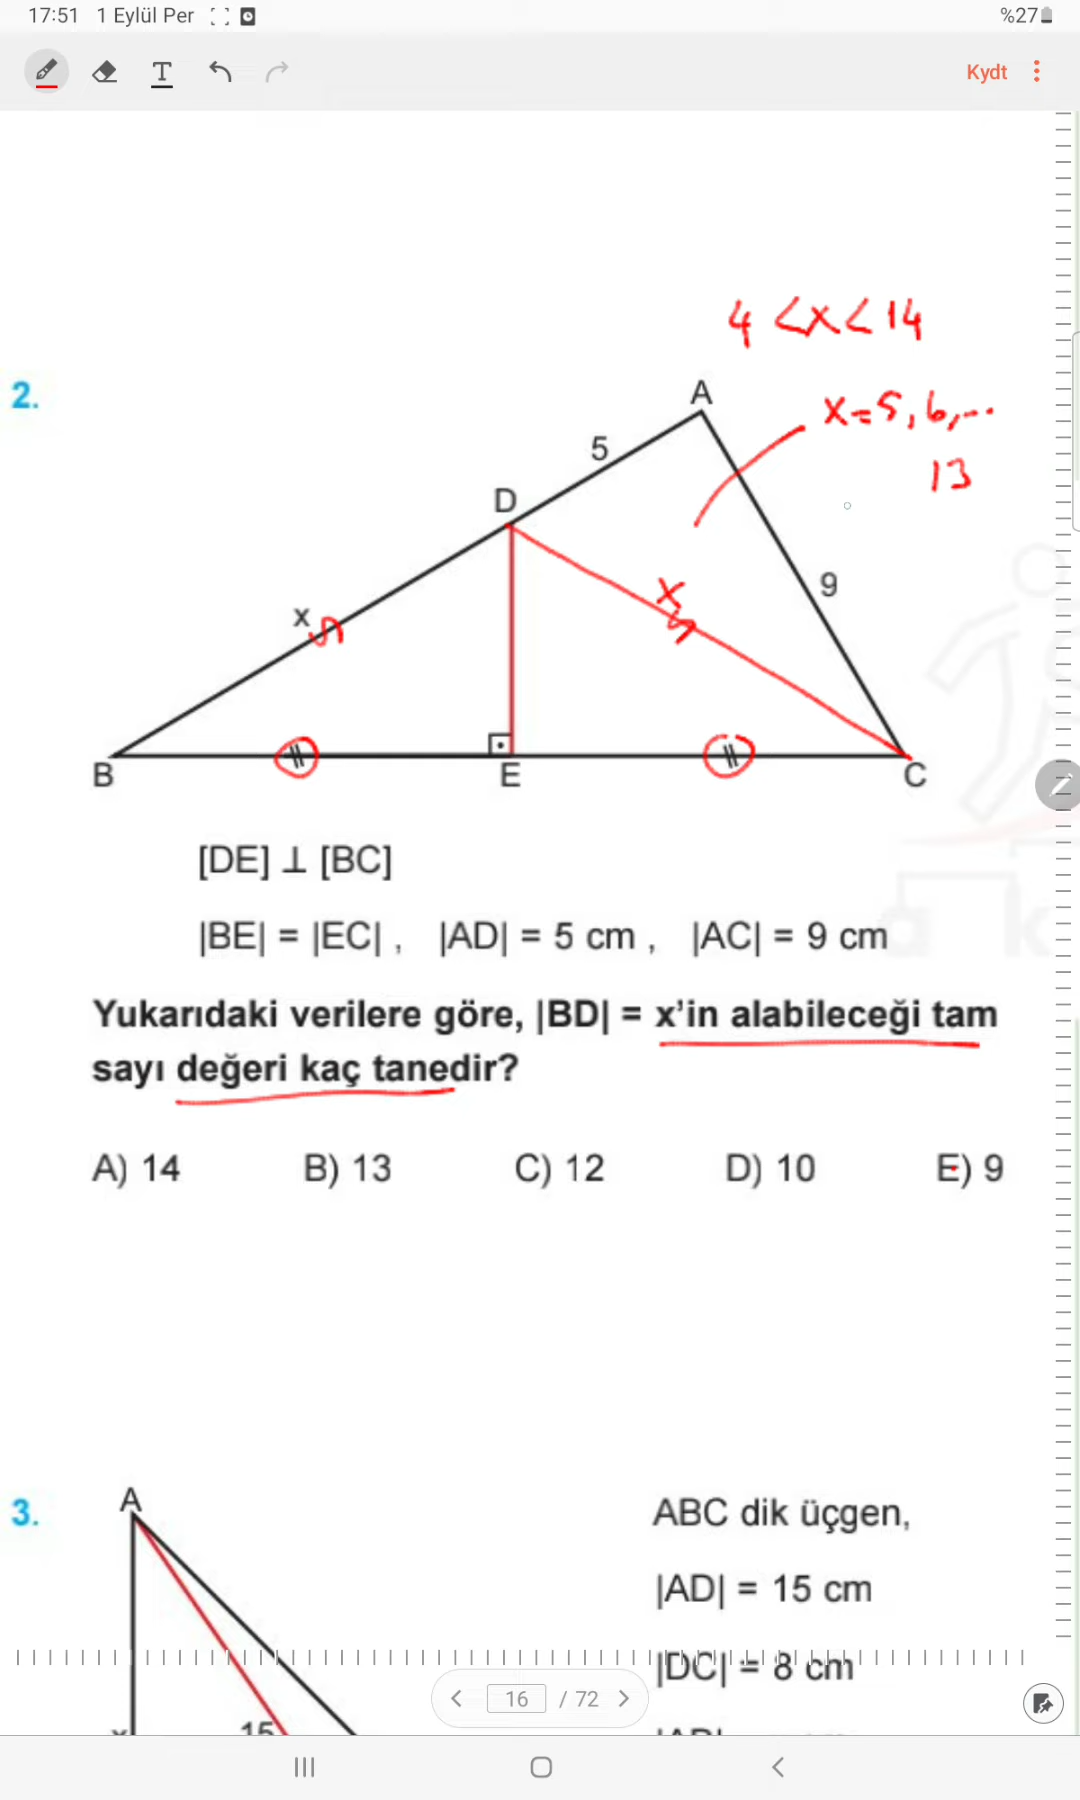 17:51 1 Eylül Per %27
T Kydt
4 < x < 14
2.
A
x = 5, 6, ...
13
5
D
9
x
x
B E C
[DE] ⊥ [BC]
|BE| = |EC| , |AD| = 5 cm , |AC| = 9 cm
Yukarıdaki verilere göre, |BD| = x'in alabileceği tam
sayı değeri kaç tanedir?
A) 14 B) 13 C) 12 D) 10 E) 9
3.
A
ABC dik üçgen,
|AD| = 15 cm
|DC| = 8 cm
15
< 16 / 72 >